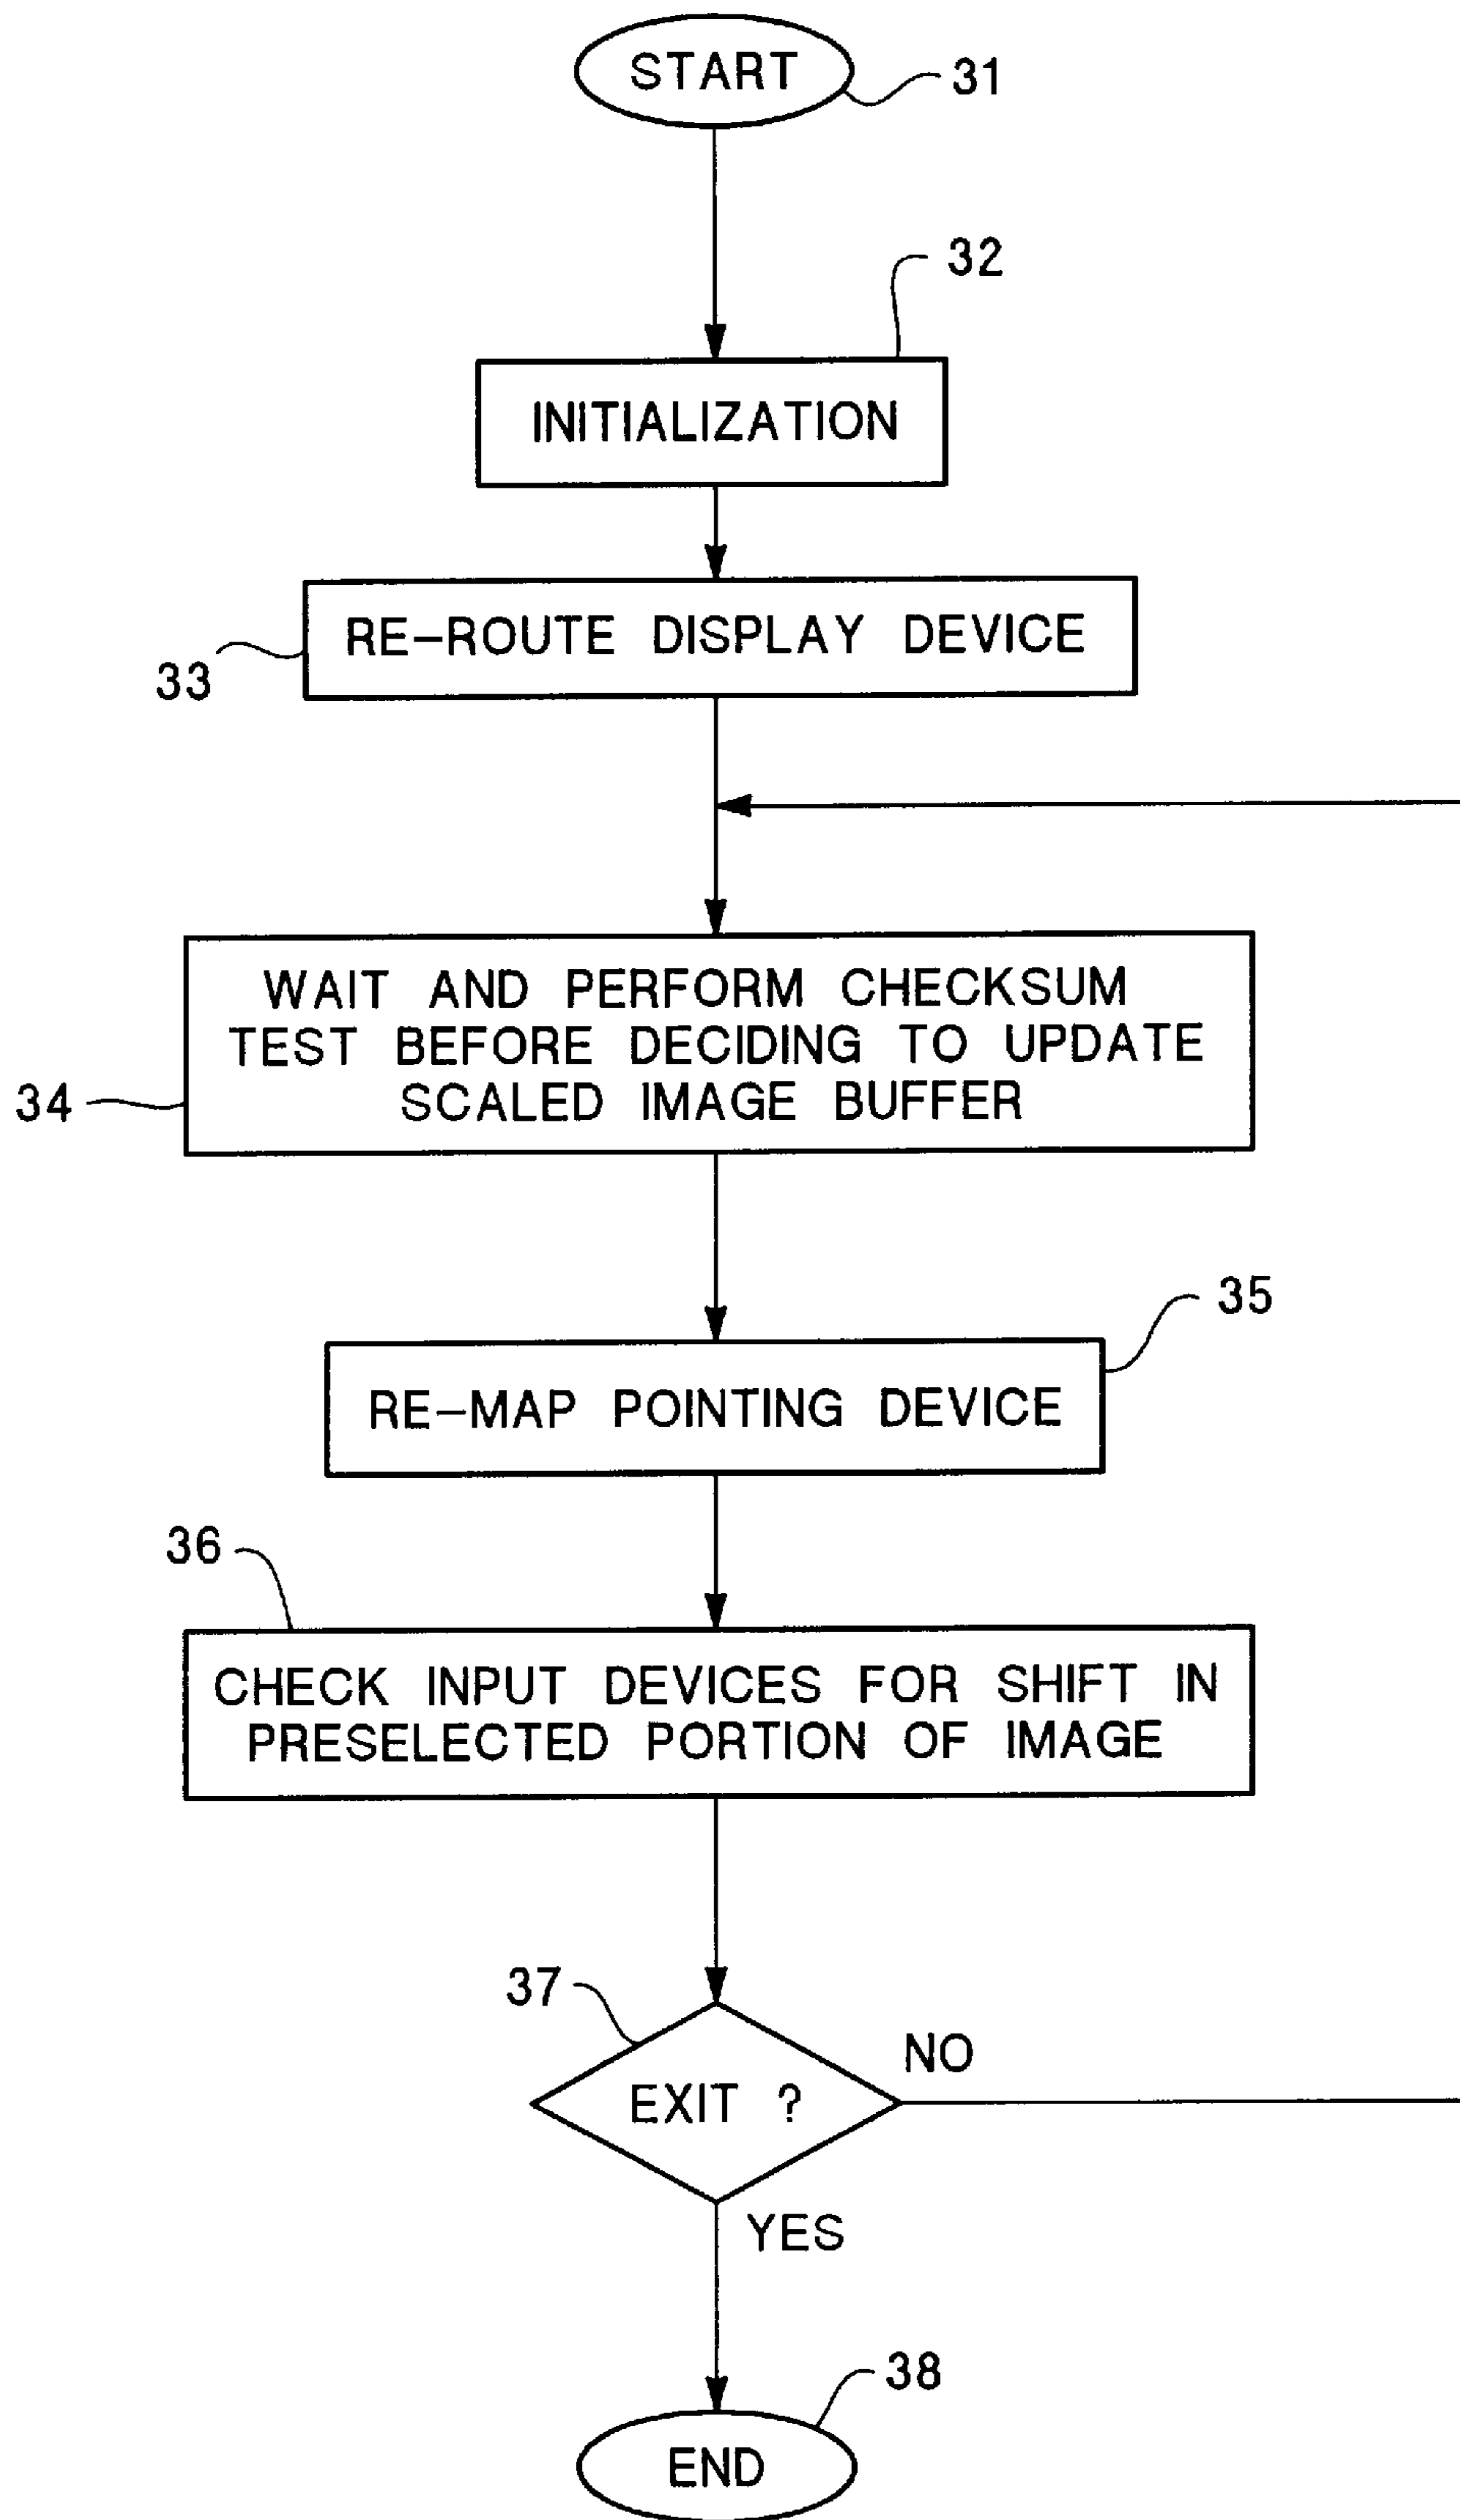 START
31
32
INITIALIZATION
RE-ROUTE DISPLAY DEVICE
33
WAIT AND PERFORM CHECKSUM
TEST BEFORE DECIDING TO UPDATE
SCALED IMAGE BUFFER
34
35
RE-MAP POINTING DEVICE
36
CHECK INPUT DEVICES FOR SHIFT IN
PRESELECTED PORTION OF IMAGE
37
NO
EXIT ?
YES
38
END